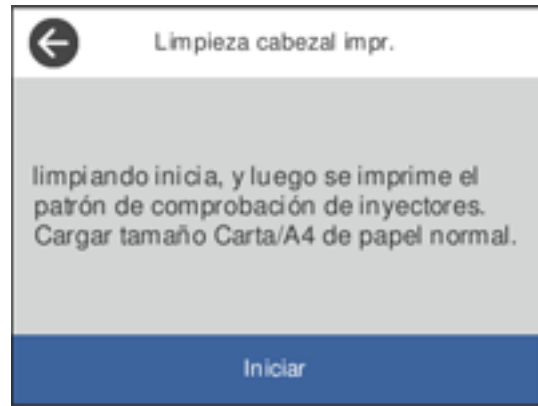 Limpieza cabezal impr.
limpiando inicia, y luego se imprime el
patrón de comprobación de inyectores.
Cargar tamaño Carta/A4 de papel normal.
Iniciar